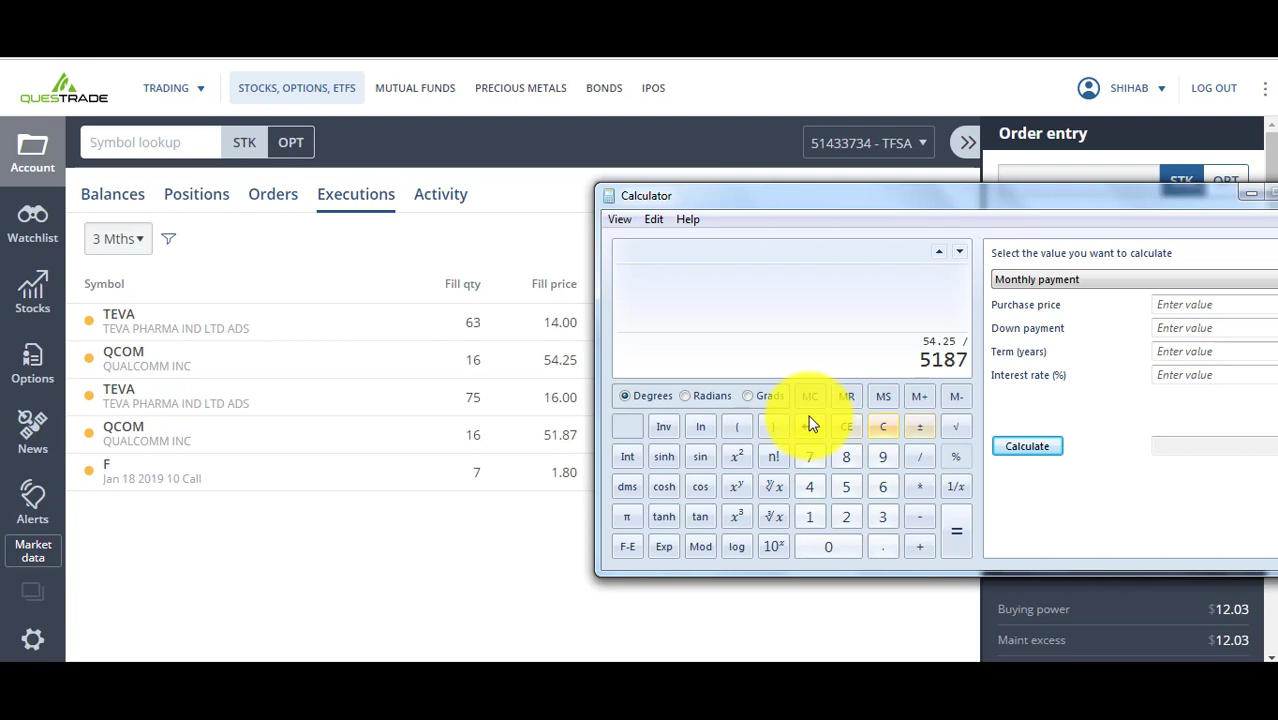 QUESTRADE
TRADING
STOCKS, OPTIONS, ETFS
MUTUAL FUNDS
PRECIOUS METALS
BONDS
IPOS
SHIHAB
LOG OUT
Account
Watchlist
Stocks
Options
News
Alerts
Market data
Symbol lookup
STK
OPT
51433734 - TFSA
Order entry
STK
OPT
Balances
Positions
Orders
Executions
Activity
3 Mths
Symbol Fill qty Fill price
TEVA 63 14.00
TEVA PHARMA IND LTD ADS
QCOM 16 54.25
QUALCOMM INC
TEVA 75 16.00
TEVA PHARMA IND LTD ADS
QCOM 16 51.87
QUALCOMM INC
F 7 1.80
Jan 18 2019 10 Call
Calculator
View Edit Help
54.25 /
5187
Degrees Radians Grads MC MR MS M+ M-
Inv ln ( ) ← CE C ± √
Int sinh sin x² n! 7 8 9 / %
dms cosh cos xʸ ʸ√x 4 5 6 * 1/x
π tanh tan x³ ³√x 1 2 3 - =
F-E Exp Mod log 10ˣ 0 . +
Select the value you want to calculate
Monthly payment
Purchase price Enter value
Down payment Enter value
Term (years) Enter value
Interest rate (%) Enter value
Calculate
Buying power $12.03
Maint excess $12.03